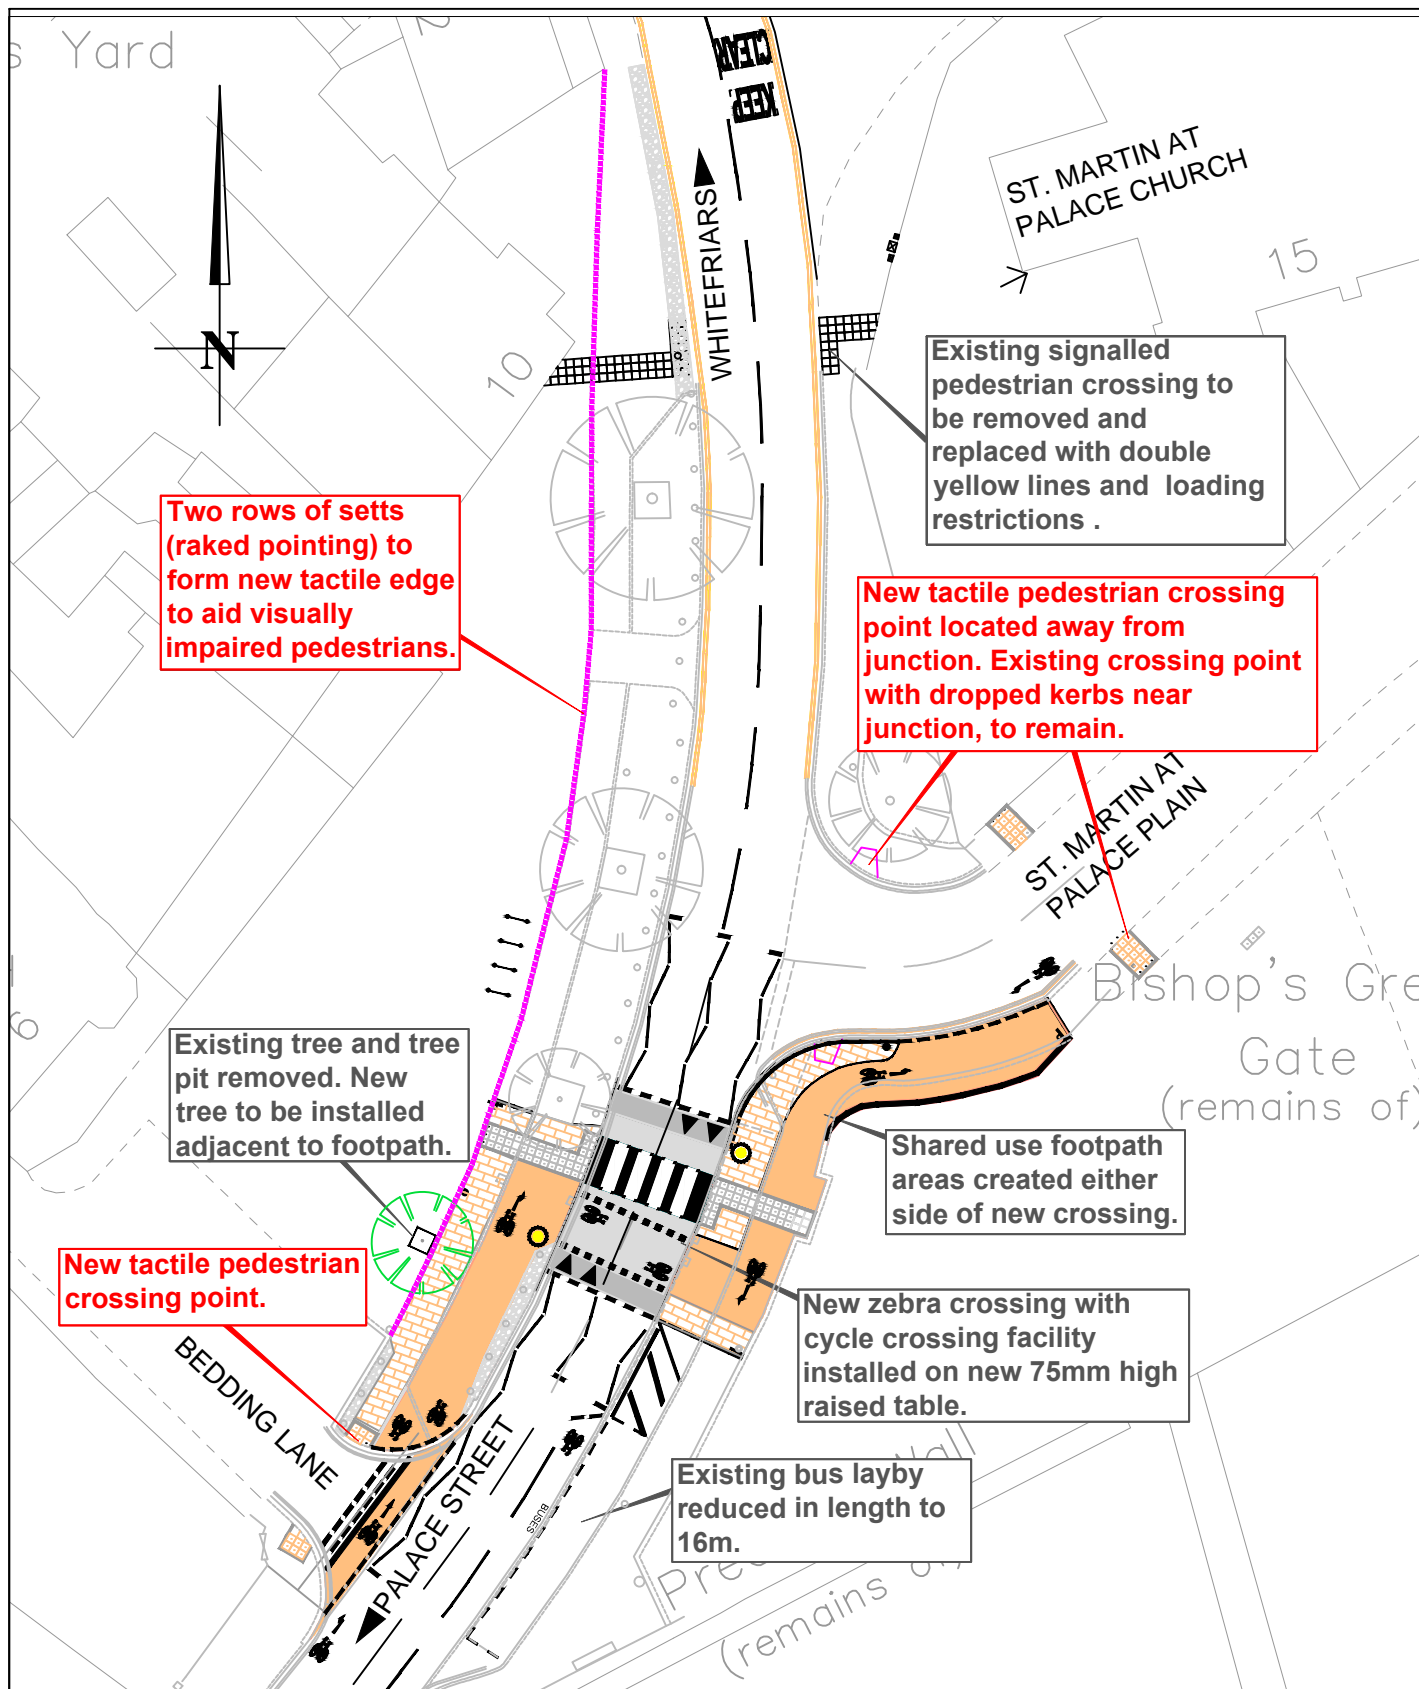 s Yard
CLEAR
KEEP
N
WHITEFRIARS
ST. MARTIN AT
PALACE CHURCH
15
10
Existing signalled
pedestrian crossing to
be removed and
replaced with double
yellow lines and loading
restrictions .
Two rows of setts
(raked pointing) to
form new tactile edge
to aid visually
impaired pedestrians.
New tactile pedestrian crossing
point located away from
junction. Existing crossing point
with dropped kerbs near
junction, to remain.
ST. MARTIN AT
PALACE PLAIN
Bishop's Gre
Gate
(remains of)
6
Existing tree and tree
pit removed. New
tree to be installed
adjacent to footpath.
Shared use footpath
areas created either
side of new crossing.
New tactile pedestrian
crossing point.
New zebra crossing with
cycle crossing facility
installed on new 75mm high
raised table.
BEDDING LANE
PALACE STREET
BUSES
Existing bus layby
reduced in length to
16m.
(remains of)